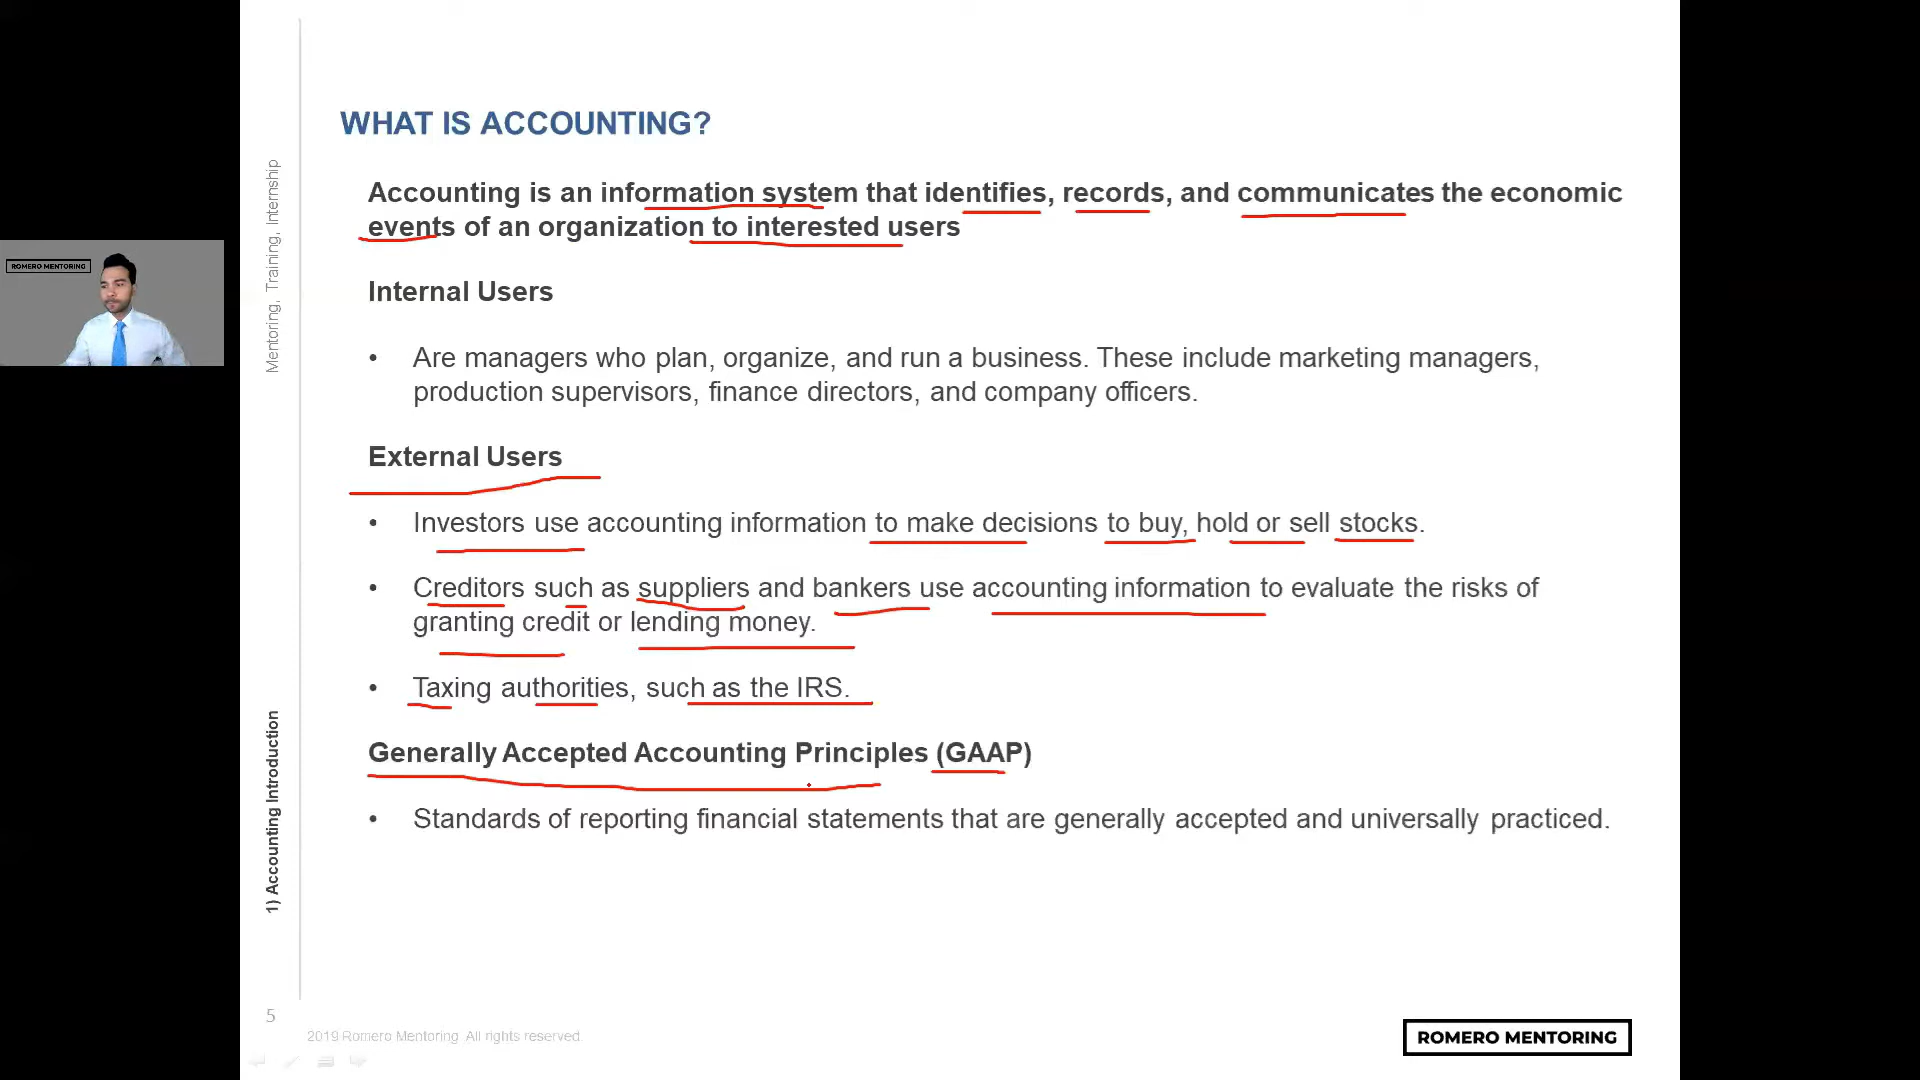 WHAT IS ACCOUNTING?
Accounting is an information system that identifies, records, and communicates the economic
events of an organization to interested users
Internal Users
• Are managers who plan, organize, and run a business. These include marketing managers,
production supervisors, finance directors, and company officers.
External Users
• Investors use accounting information to make decisions to buy, hold or sell stocks.
• Creditors such as suppliers and bankers use accounting information to evaluate the risks of
granting credit or lending money.
• Taxing authorities, such as the IRS.
Generally Accepted Accounting Principles (GAAP)
• Standards of reporting financial statements that are generally accepted and universally practiced.
Mentoring, Training, Internship
1) Accounting Introduction
ROMERO MENTORING
5
2019 Romero Mentoring. All rights reserved.
ROMERO MENTORING